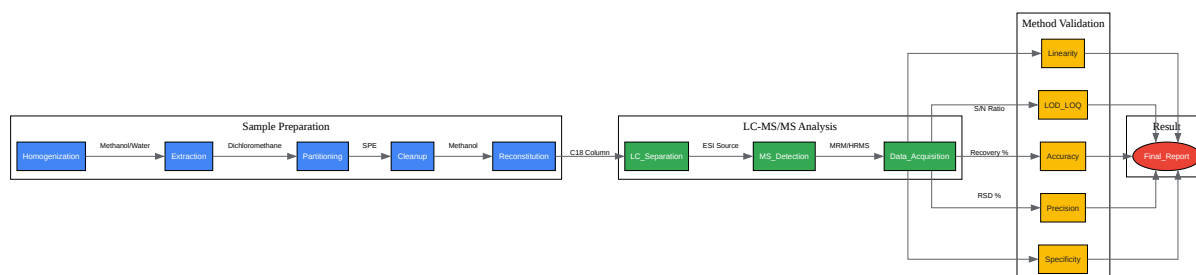 Method Validation
Linearity
S/N Ratio
LOD_LOQ
Sample Preparation
LC-MS/MS Analysis
Result
Homogenization
Methanol/Water
Extraction
Dichloromethane
Partitioning
SPE
Cleanup
Methanol
Reconstitution
C18 Column
LC_Separation
ESI Source
MS_Detection
MRM/HRMS
Data_Acquisition
Recovery %
Accuracy
Final_Report
RSD %
Precision
Specificity